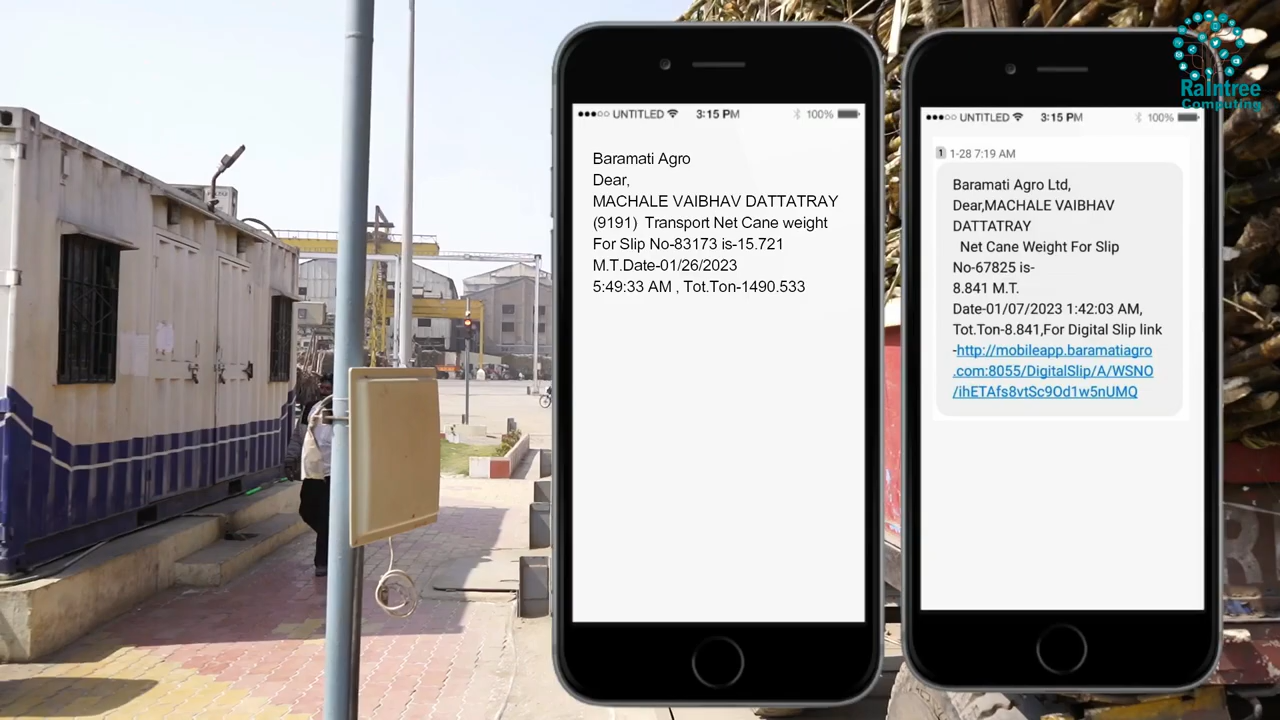 UNTITLED 3:15 PM 100%
Baramati Agro
Dear,
MACHALE VAIBHAV DATTATRAY
(9191) Transport Net Cane weight
For Slip No-83173 is-15.721
M.T.Date-01/26/2023
5:49:33 AM , Tot.Ton-1490.533
UNTITLED 3:15 PM 100%
1 1-28 7:19 AM
Baramati Agro Ltd,
Dear,MACHALE VAIBHAV
DATTATRAY
Net Cane Weight For Slip
No-67825 is-
8.841 M.T.
Date-01/07/2023 1:42:03 AM,
Tot.Ton-8.841,For Digital Slip link
-http://mobileapp.baramatiagro
.com:8055/DigitalSlip/A/WSNO
/ihETAfs8vtSc9Od1w5nUMQ
Raintree
Computing